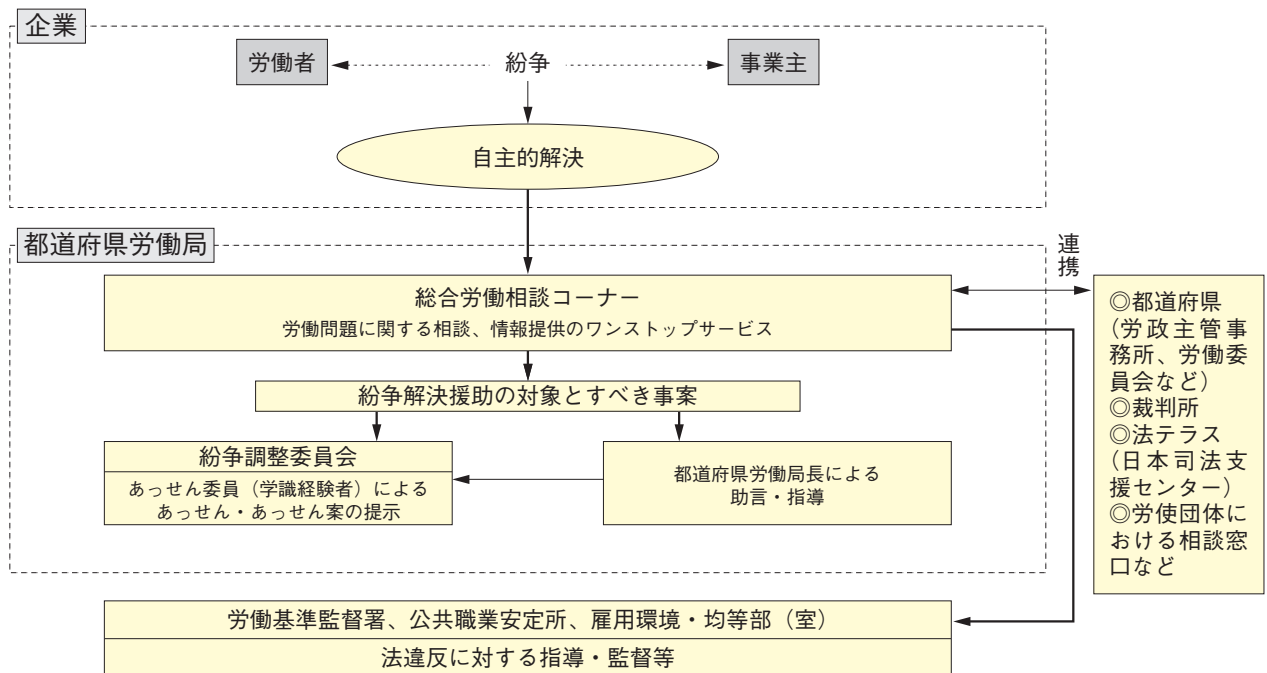 企業
労働者
紛争
事業主
自主的解決
都道府県労働局
連携
総合労働相談コーナー
労働問題に関する相談、情報提供のワンストップサービス
◎都道府県
（労政主管事
務所、労働委
員会など）
◎裁判所
◎法テラス
（日本司法支
援センター）
◎労使団体に
おける相談窓
口など
紛争解決援助の対象とすべき事案
紛争調整委員会
あっせん委員（学識経験者）による
あっせん・あっせん案の提示
都道府県労働局長による
助言・指導
労働基準監督署、公共職業安定所、雇用環境・均等部（室）
法違反に対する指導・監督等